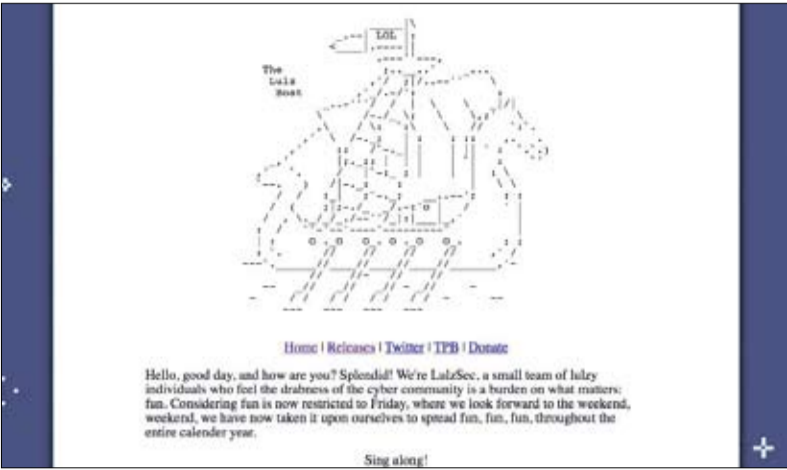 LOL
The
Lulz
Boat
Home | Releases | Twitter | TPB | Donate
Hello, good day, and how are you? Splendid! We're LulzSec, a small team of lulzy
individuals who feel the drabness of the cyber community is a burden on what matters:
fun. Considering fun is now restricted to Friday, where we look forward to the weekend,
weekend, we have now taken it upon ourselves to spread fun, fun, fun, throughout the
entire calender year.
Sing along!